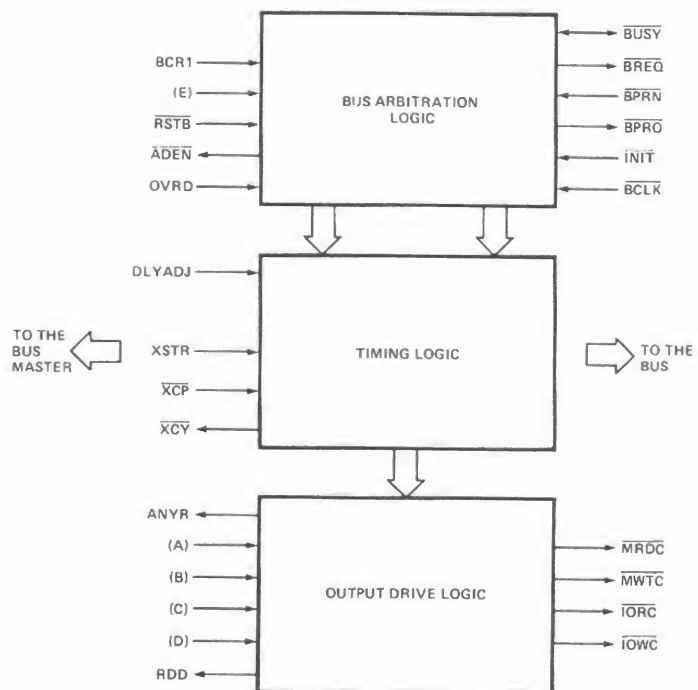 BCR1
(E)
RSTB
ADEN
OVRD
BUS ARBITRATION
LOGIC
BUSY
BREQ
BPRN
BPRO
INIT
BCLK
DLYADJ
TO THE
BUS
MASTER
XSTR
XCP
XCY
TIMING LOGIC
TO THE
BUS
ANYR
(A)
(B)
(C)
(D)
RDD
OUTPUT DRIVE LOGIC
MRDC
MWTC
IORC
IOWC